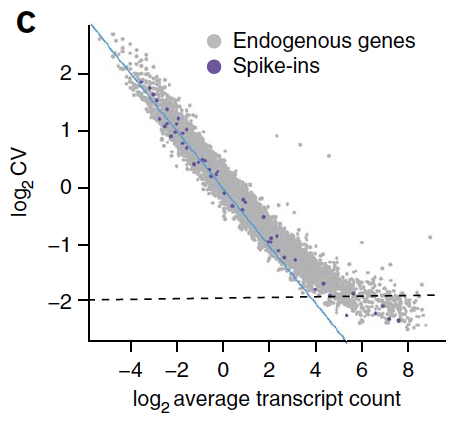 c
Endogenous genes
Spike-ins
log2 CV
2
1
0
−1
−2
−4 −2 0 2 4 6 8
log2 average transcript count